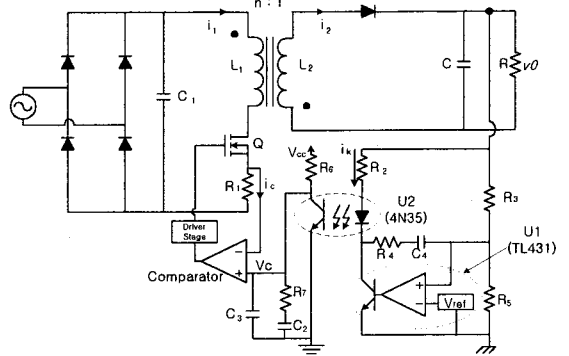 n : 1
i1
i2
C1
L1
L2
C
R
v0
Q
R1
ic
Vcc
R6
ik
R2
U2
(4N35)
R3
U1
(TL431)
Driver
Stage
Comparator
Vc
R4
C4
R7
C3
C2
Vref
R5